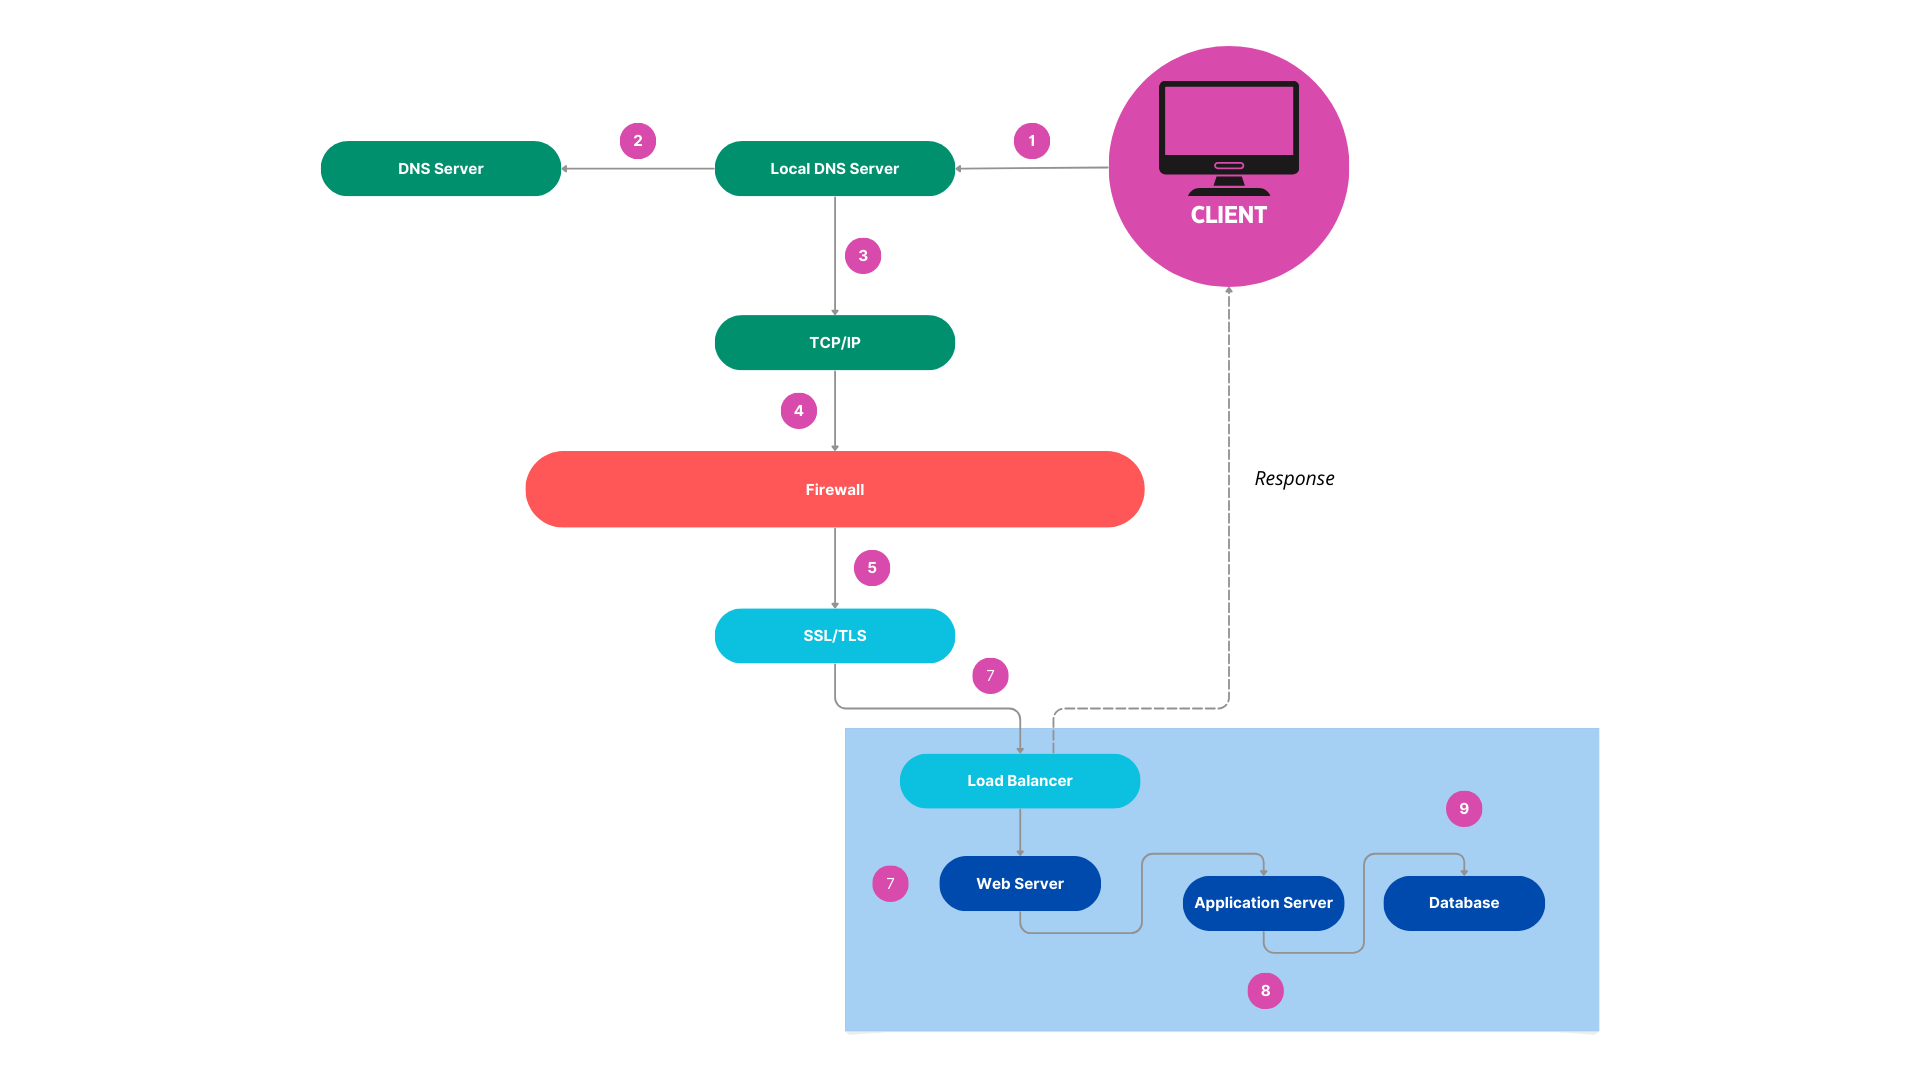 2
1
DNS Server
Local DNS Server
CLIENT
3
TCP/IP
4
Firewall
Response
5
SSL/TLS
7
Load Balancer
9
7
Web Server
Application Server
Database
8